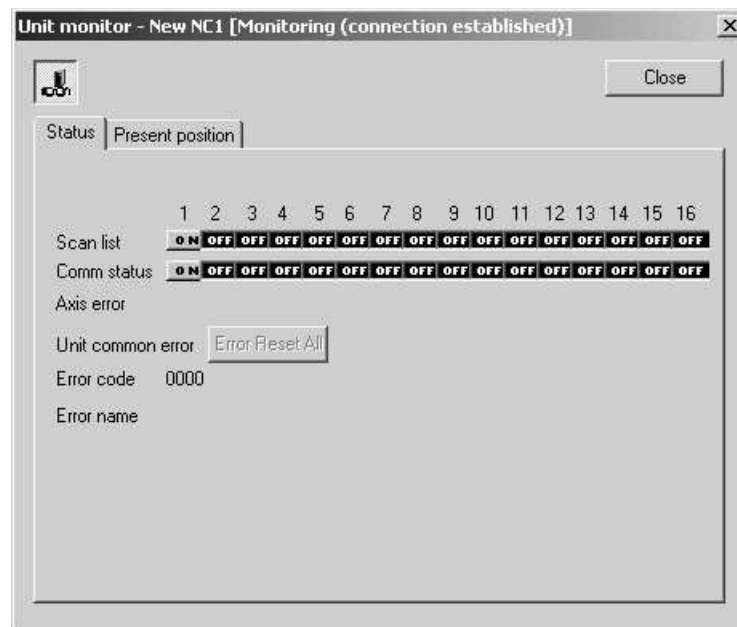 Unit monitor - New NC1 [Monitoring (connection established)]
Close
Status Present position
1 2 3 4 5 6 7 8 9 10 11 12 13 14 15 16
Scan list ON OFF OFF OFF OFF OFF OFF OFF OFF OFF OFF OFF OFF OFF OFF OFF
Comm status ON OFF OFF OFF OFF OFF OFF OFF OFF OFF OFF OFF OFF OFF OFF OFF
Axis error
Unit common error Error Reset All
Error code 0000
Error name